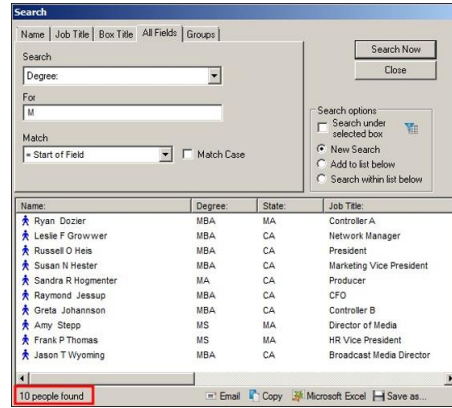 Search
Name Job Title Box Title All Fields Groups
Search
Degree:
For
M
Match
= Start of Field
Match Case
Search Now
Close
Search options
Search under selected box
New Search
Add to list below
Search within list below
Name: Degree: State: Job Title:
Ryan Dozier MBA MA Controller A
Leslie F Growwer MBA CA Network Manager
Russell O Heis MBA CA President
Susan N Hester MBA CA Marketing Vice President
Sandra R Hogmenter MA CA Producer
Raymond Jessup MBA CA CFO
Greta Johannson MBA CA Controller B
Amy Stepp MS MA Director of Media
Frank P Thomas MS MA HR Vice President
Jason T Wyoming MBA CA Broadcast Media Director
10 people found Email Copy Microsoft Excel Save as...